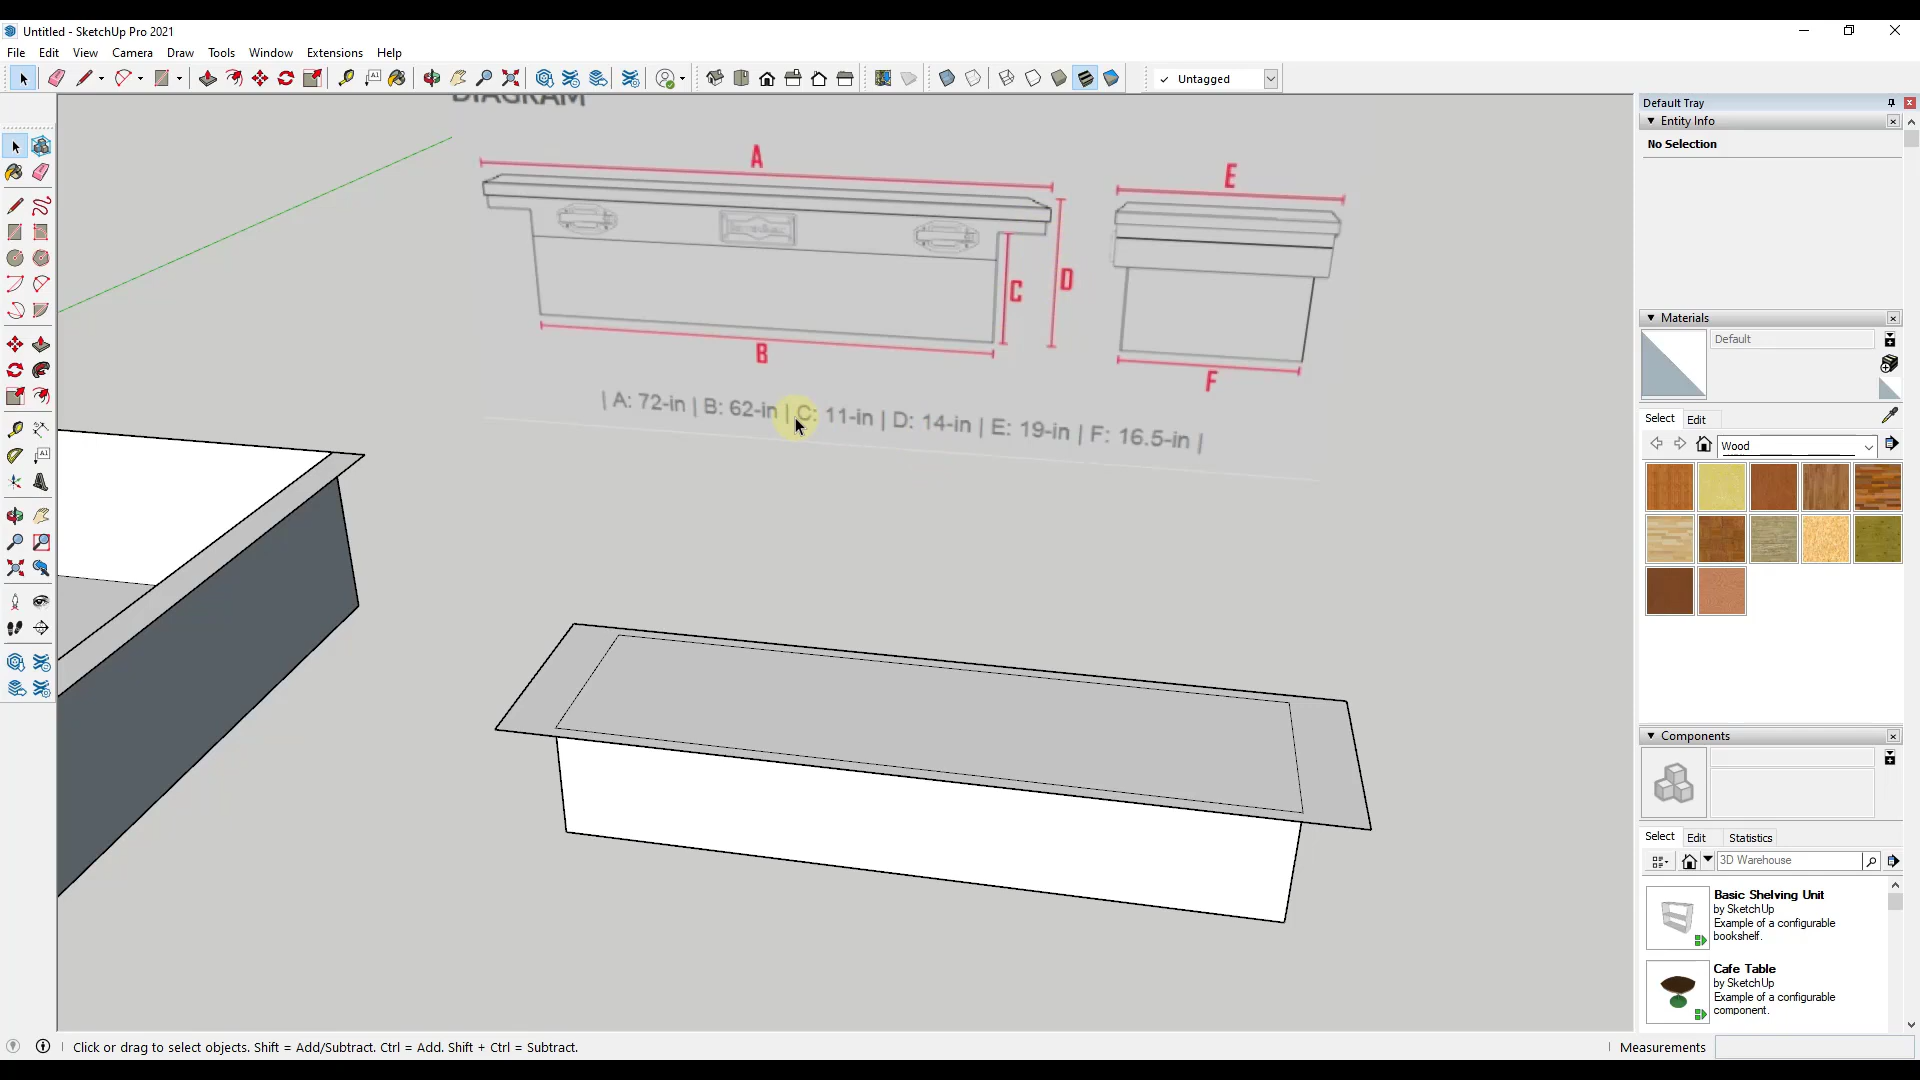 Untitled - SketchUp Pro 2021
File Edit View Camera Draw Tools Window Extensions Help
Untagged
DIAGRAM
A
E
C
D
B
F
| A: 72-in | B: 62-in | C: 11-in | D: 14-in | E: 19-in | F: 16.5-in |
Default Tray
Entity Info
No Selection
Materials
Default
Select Edit
Wood
Components
Select Edit Statistics
3D Warehouse
Basic Shelving Unit
by SketchUp
Example of a configurable
bookshelf.
Cafe Table
by SketchUp
Example of a configurable
component.
Click or drag to select objects. Shift = Add/Subtract. Ctrl = Add. Shift + Ctrl = Subtract.
Measurements